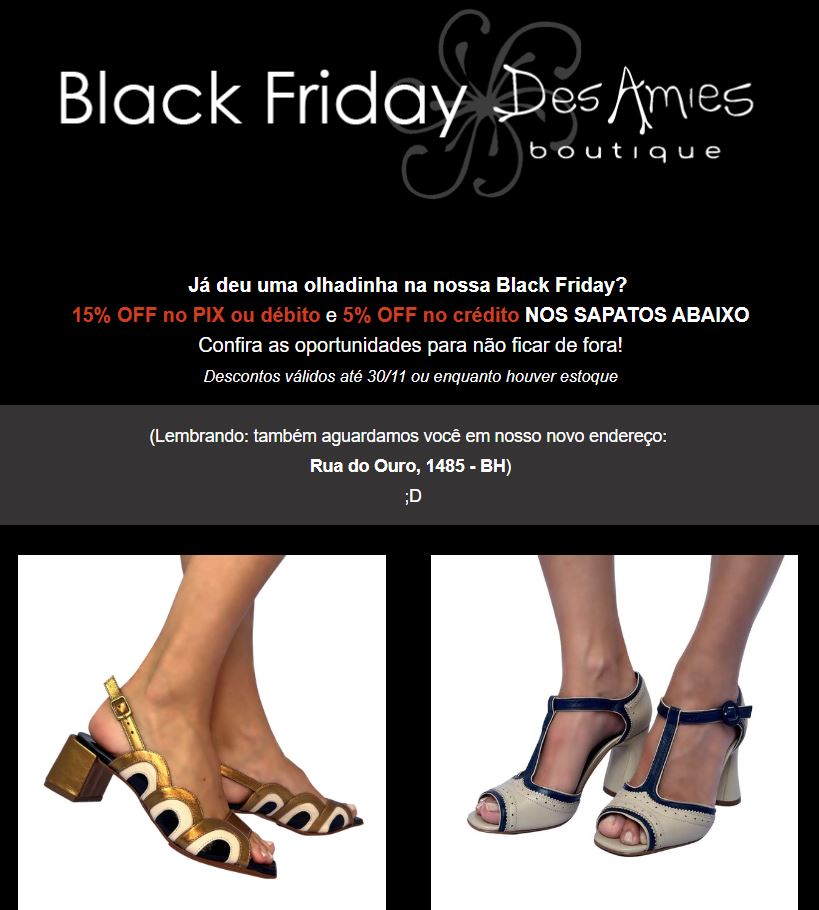 Black Friday Des Amies
boutique
Já deu uma olhadinha na nossa Black Friday?
15% OFF no PIX ou débito e 5% OFF no crédito NOS SAPATOS ABAIXO
Confira as oportunidades para não ficar de fora!
Descontos válidos até 30/11 ou enquanto houver estoque
(Lembrando: também aguardamos você em nosso novo endereço:
Rua do Ouro, 1485 - BH)
;D